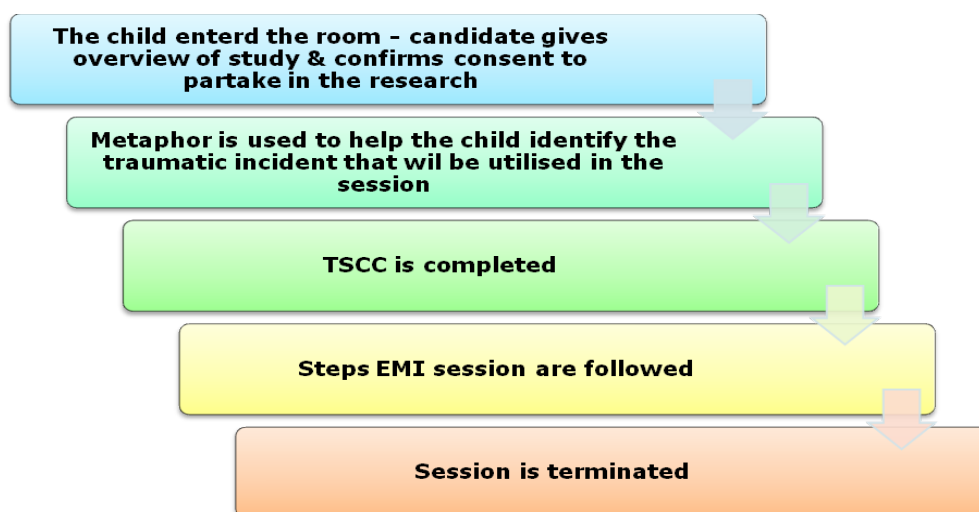 The child enterd the room – candidate gives
overview of study & confirms consent to
partake in the research
Metaphor is used to help the child identify the
traumatic incident that wil be utilised in the
session
TSCC is completed
Steps EMI session are followed
Session is terminated